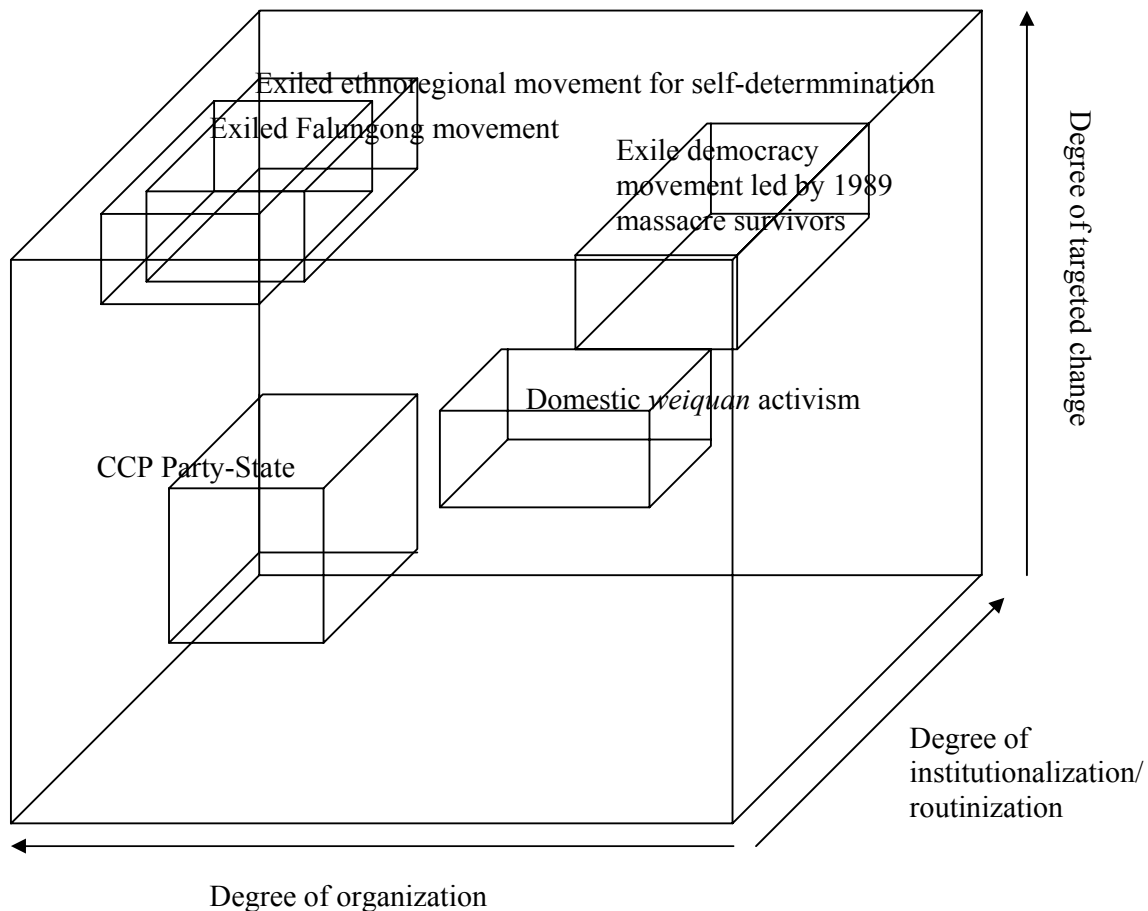 Exiled ethnoregional movement for self-determmination
Exiled Falungong movement
Exile democracy
movement led by 1989
massacre survivors
Degree of targeted change
Domestic weiquan activism
CCP Party-State
Degree of
institutionalization/
routinization
Degree of organization